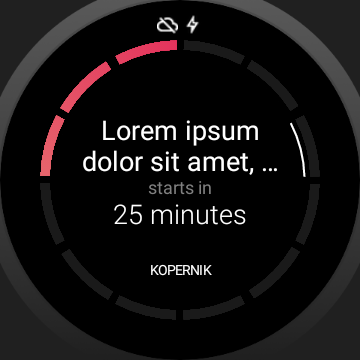 Lorem ipsum
dolor sit amet, ...
starts in
25 minutes
KOPERNIK